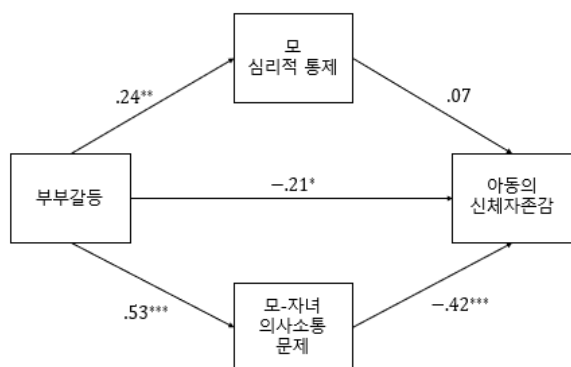 모
심리적 통제
.24**
.07
부부갈등
−.21*
아동의
신체자존감
.53***
모-자녀
의사소통
문제
−.42***